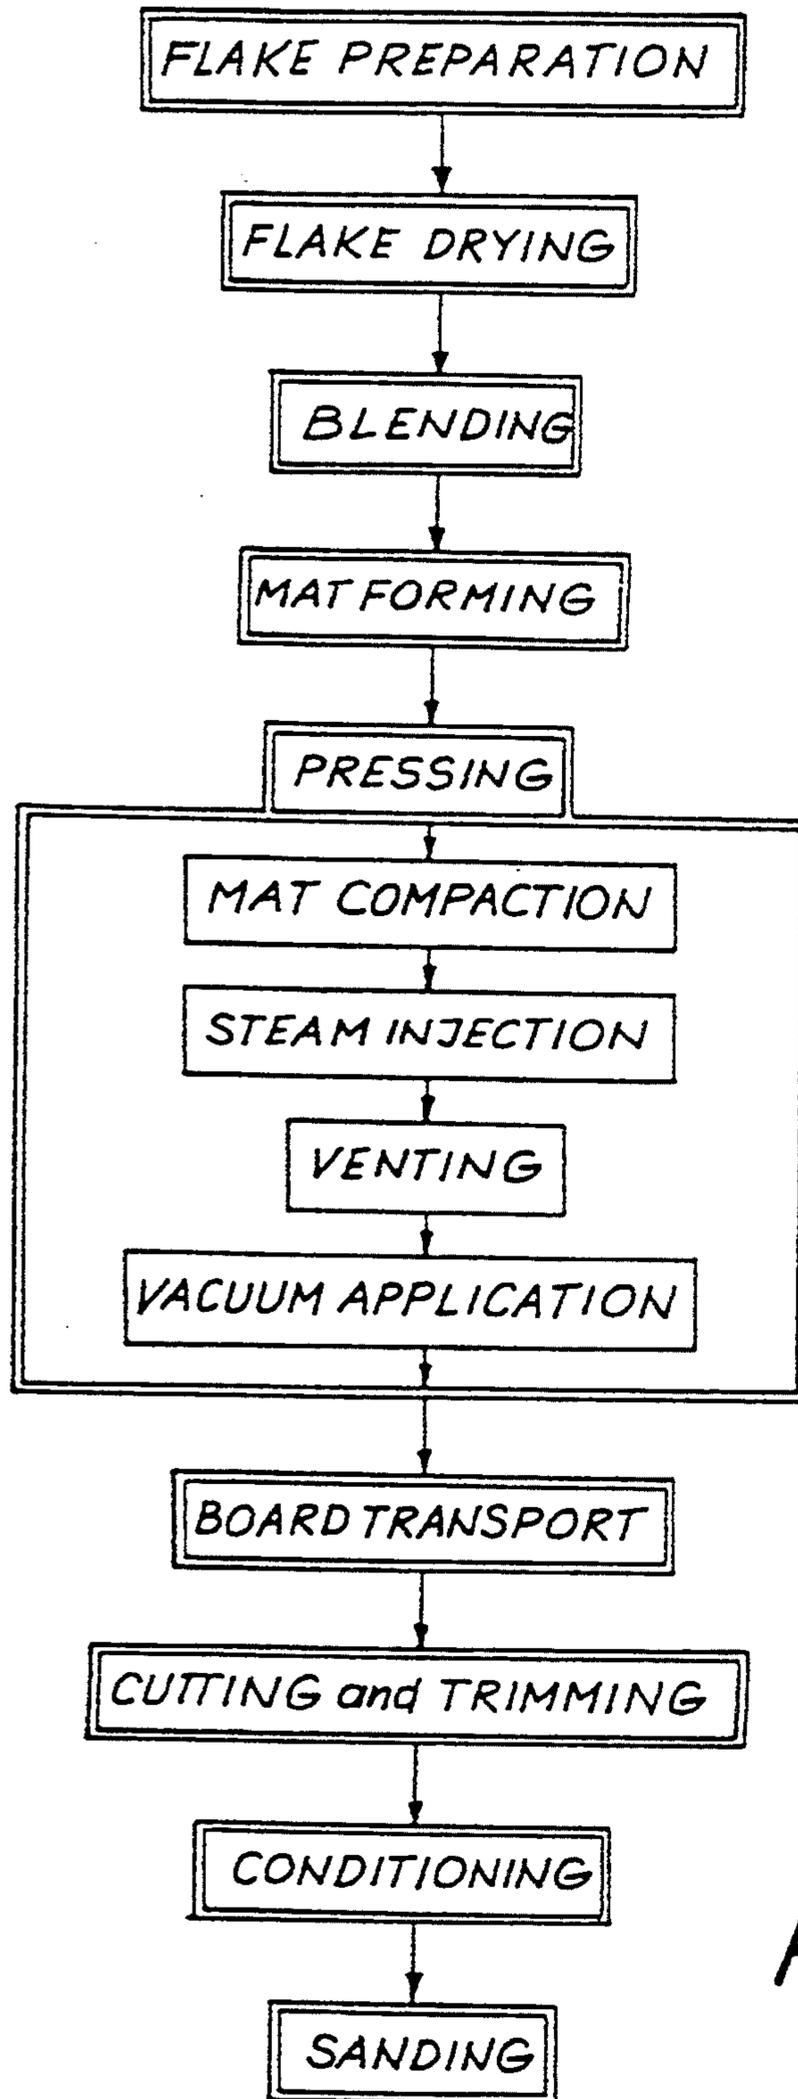 FLAKE PREPARATION
FLAKE DRYING
BLENDING
MAT FORMING
PRESSING
MAT COMPACTION
STEAM INJECTION
VENTING
VACUUM APPLICATION
BOARD TRANSPORT
CUTTING and TRIMMING
CONDITIONING
SANDING